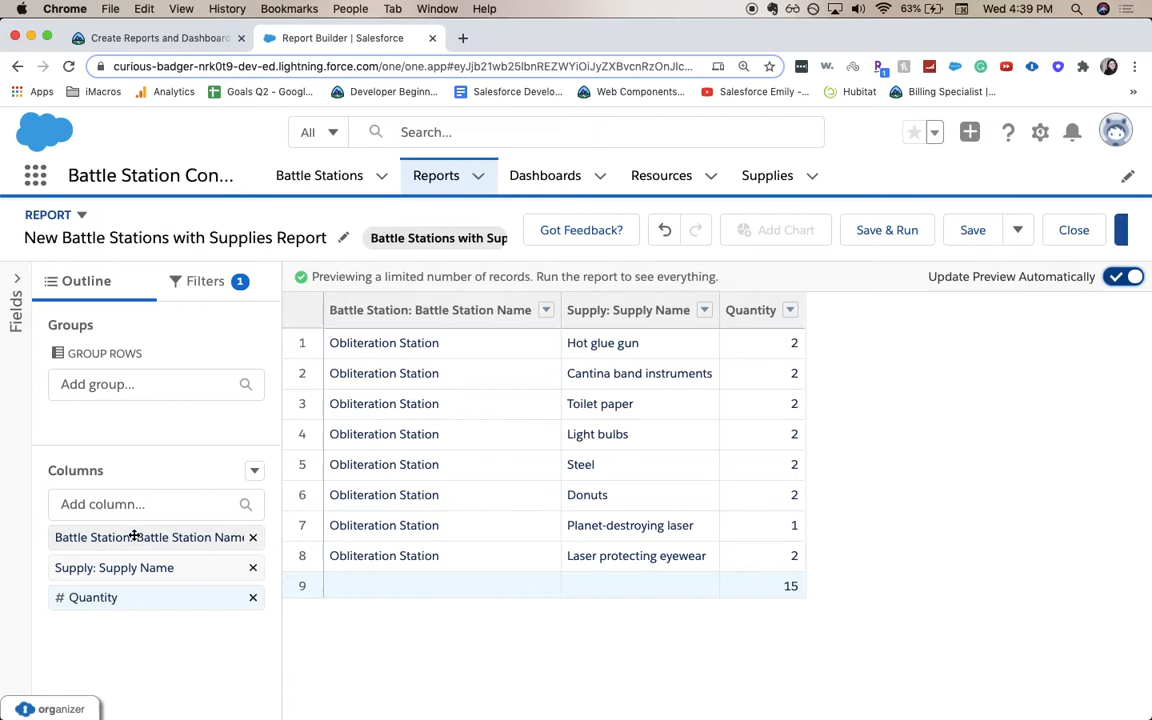 Chrome File Edit View History Bookmarks People Tab Window Help 63% Wed 4:39 PM
Create Reports and Dashboard Report Builder | Salesforce
curious-badger-nrk0t9-dev-ed.lightning.force.com/one/one.app#eyJjb21wb25lbnREZWYiOiJyZXBvcnRzOnJlc...
Apps iMacros Analytics Goals Q2 - Googl... Developer Beginn... Salesforce Develo... Web Components... Salesforce Emily -... Hubitat Billing Specialist |... »
All Search...
Battle Station Con... Battle Stations Reports Dashboards Resources Supplies
REPORT
New Battle Stations with Supplies Report Battle Stations with Sup Got Feedback? Add Chart Save & Run Save Close
Fields
Outline Filters 1
Previewing a limited number of records. Run the report to see everything. Update Preview Automatically
Groups
GROUP ROWS
Add group...
Columns
Add column...
Battle Station: Battle Station Name
Supply: Supply Name
# Quantity
Battle Station: Battle Station Name Supply: Supply Name Quantity
1 Obliteration Station Hot glue gun 2
2 Obliteration Station Cantina band instruments 2
3 Obliteration Station Toilet paper 2
4 Obliteration Station Light bulbs 2
5 Obliteration Station Steel 2
6 Obliteration Station Donuts 2
7 Obliteration Station Planet-destroying laser 1
8 Obliteration Station Laser protecting eyewear 2
9 15
organizer